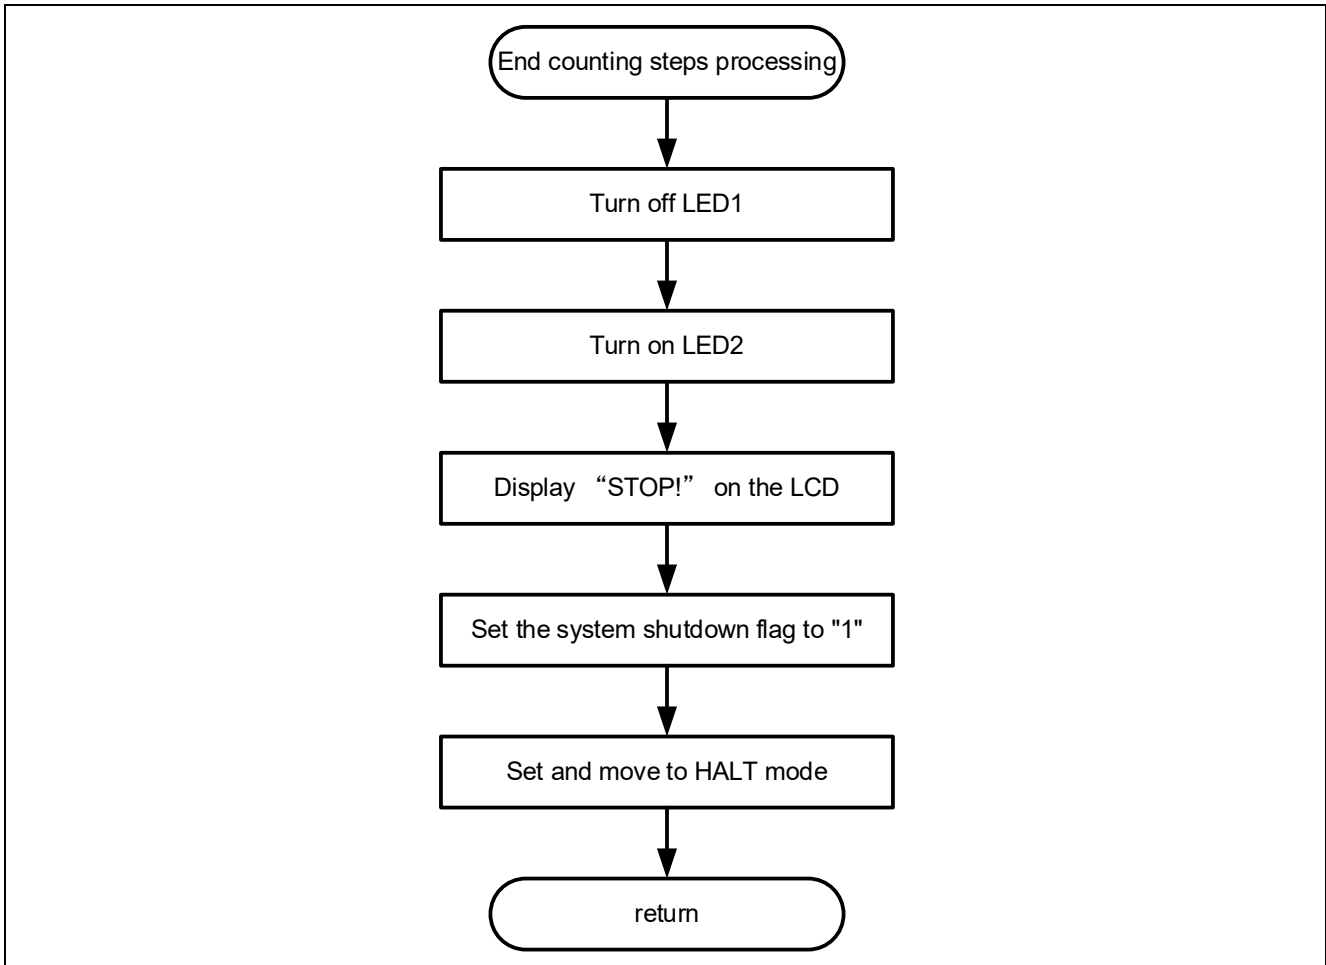 End counting steps processing
Turn off LED1
Turn on LED2
Display “STOP!” on the LCD
Set the system shutdown flag to "1"
Set and move to HALT mode
return